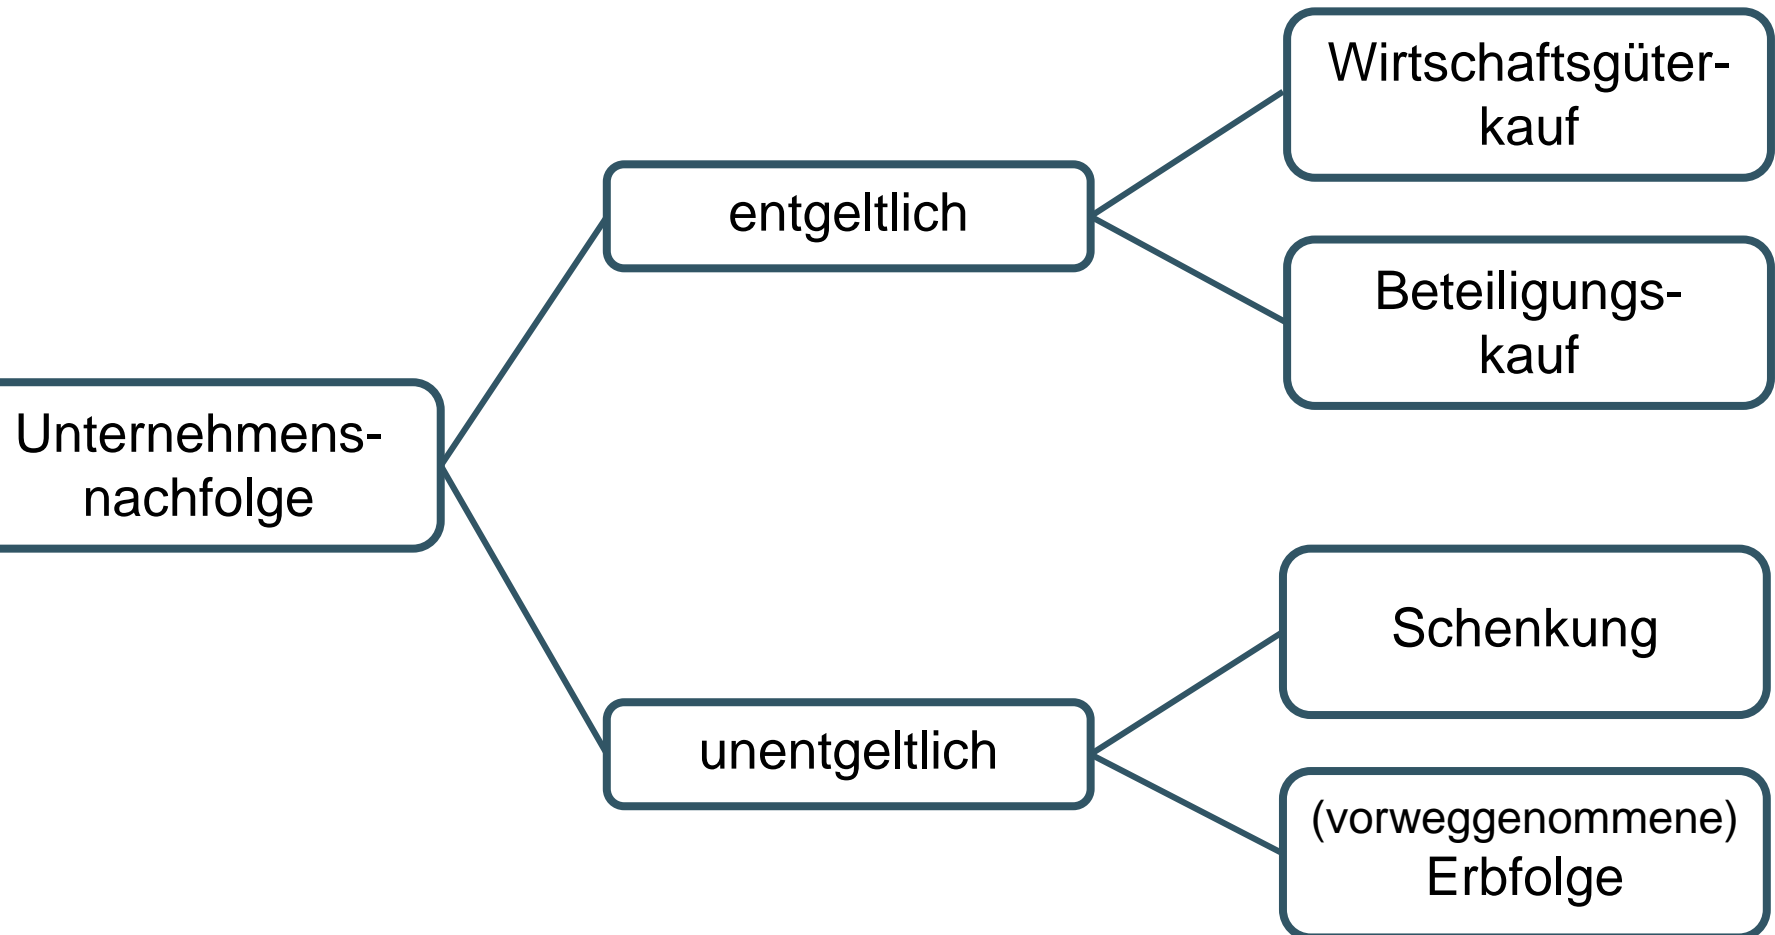 Unternehmens-
nachfolge
entgeltlich
Wirtschaftsgüter-
kauf
Beteiligungs-
kauf
unentgeltlich
Schenkung
(vorweggenommene)
Erbfolge